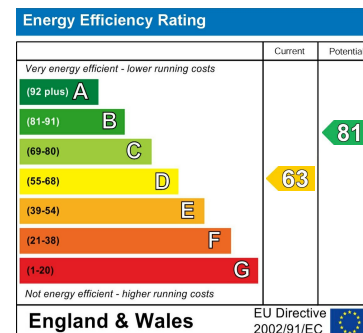 Energy Efficiency Rating
Current Potential
Very energy efficient - lower running costs
(92 plus) A
(81-91) B
(69-80) C
(55-68) D
(39-54) E
(21-38) F
(1-20) G
63
81
Not energy efficient - higher running costs
England & Wales
EU Directive
2002/91/EC